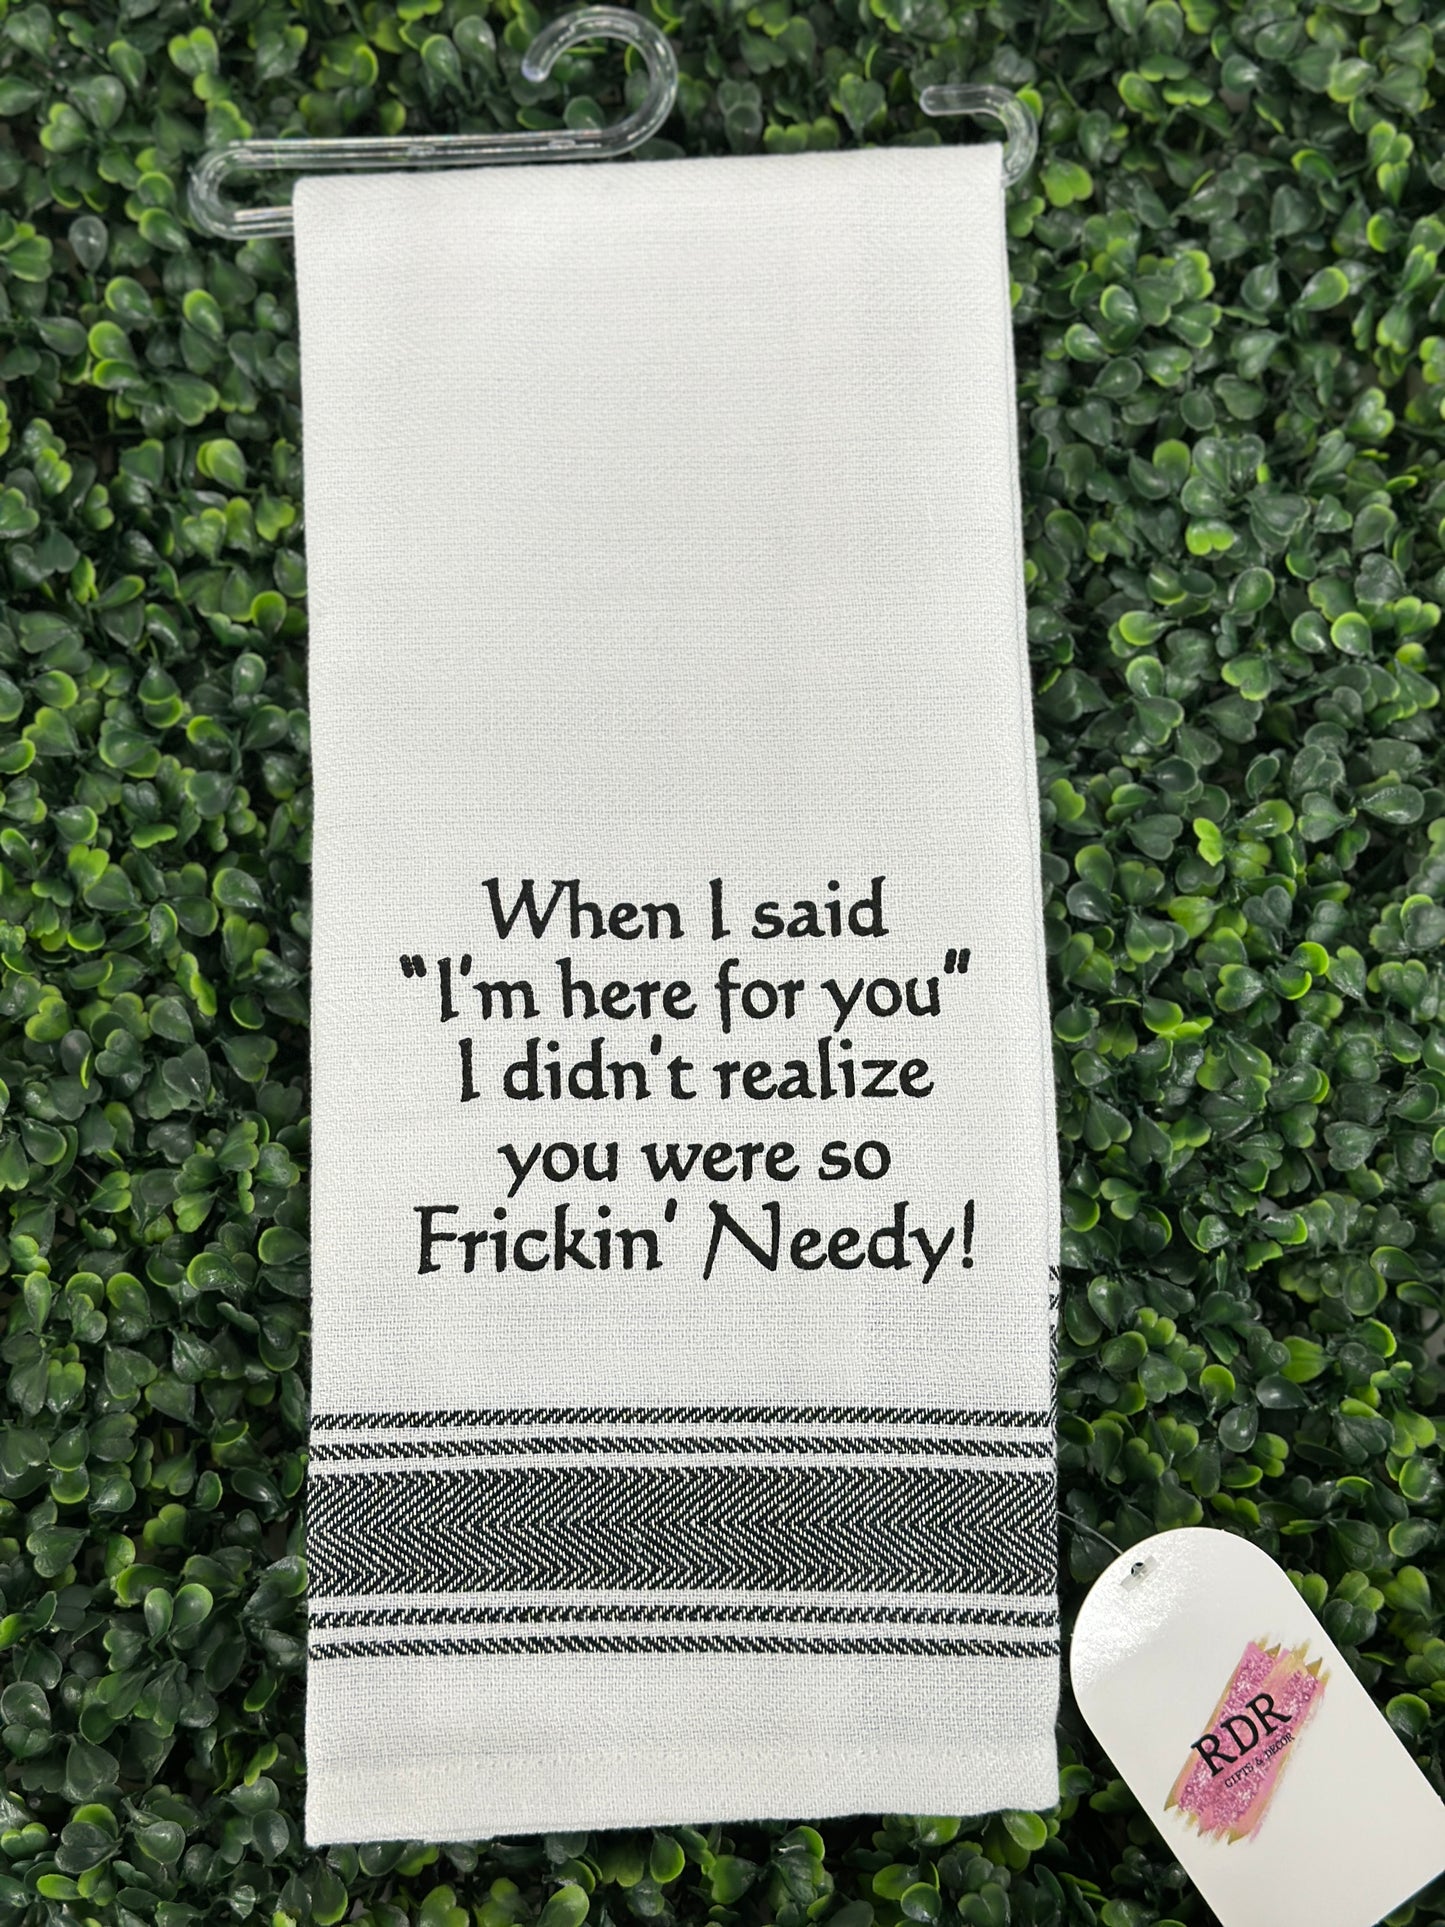 When I said
"I'm here for you"
I didn't realize
you were so
Frickin' Needy!
RDR
GIFTS & DECOR